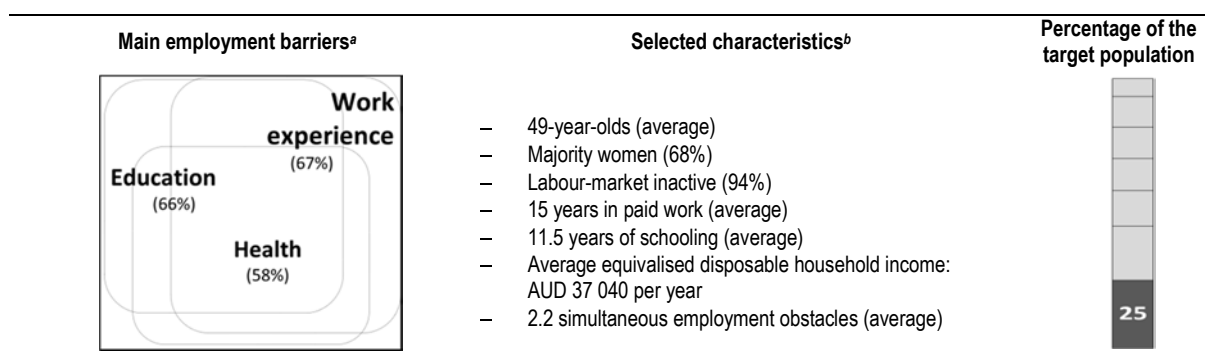 Main employment barriersᵃ
Selected characteristicsᵇ
Percentage of the
target population
Work
experience
(67%)
Education
(66%)
Health
(58%)
– 49-year-olds (average)
– Majority women (68%)
– Labour-market inactive (94%)
– 15 years in paid work (average)
– 11.5 years of schooling (average)
– Average equivalised disposable household income:
AUD 37 040 per year
– 2.2 simultaneous employment obstacles (average)
25